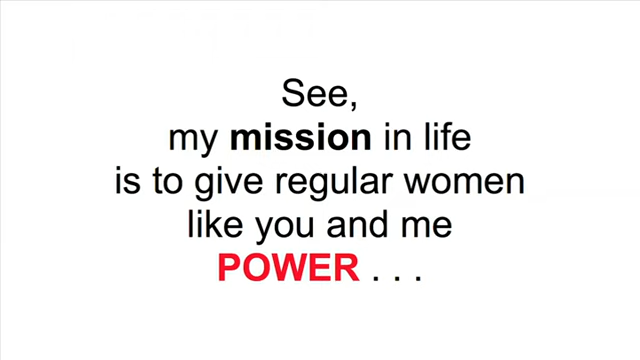 See,
my mission in life
is to give regular women
like you and me
POWER . . .